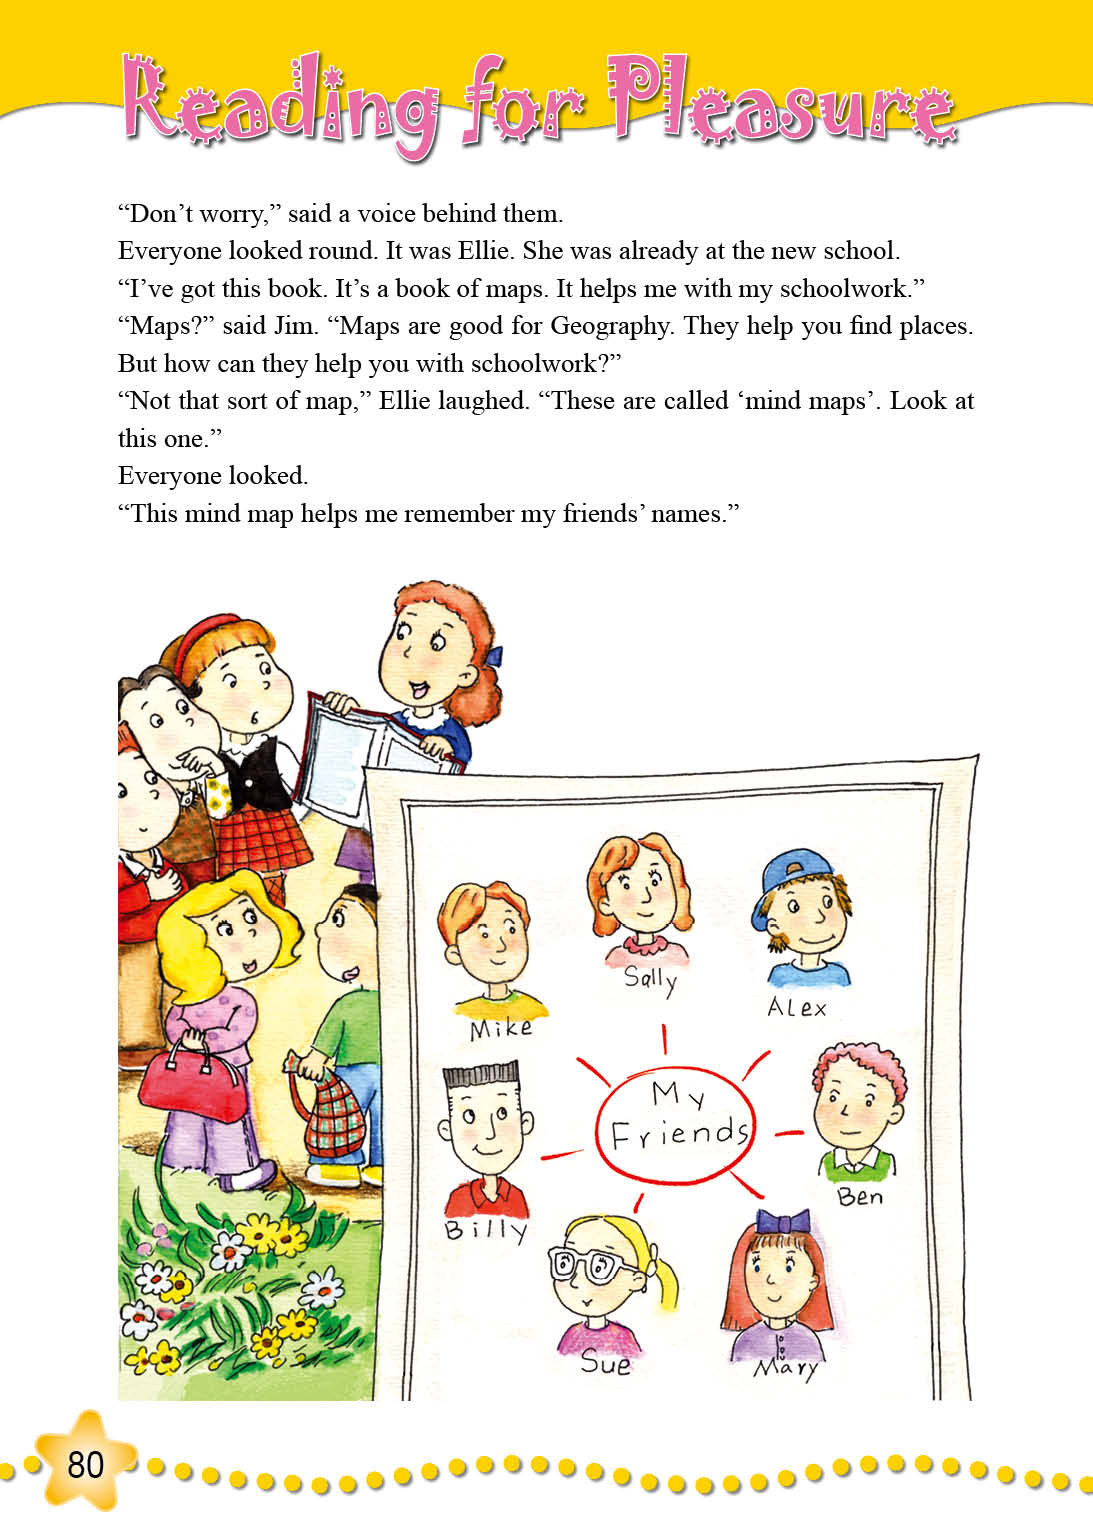 Reading for Pleasure
“Don’t worry,” said a voice behind them.
Everyone looked round. It was Ellie. She was already at the new school.
“I’ve got this book. It’s a book of maps. It helps me with my schoolwork.”
“Maps?” said Jim. “Maps are good for Geography. They help you find places.
But how can they help you with schoolwork?”
“Not that sort of map,” Ellie laughed. “These are called ‘mind maps’. Look at
this one.”
Everyone looked.
“This mind map helps me remember my friends’ names.”
Sally
Alex
Mike
My
Friends
Ben
Billy
Sue
Mary
80